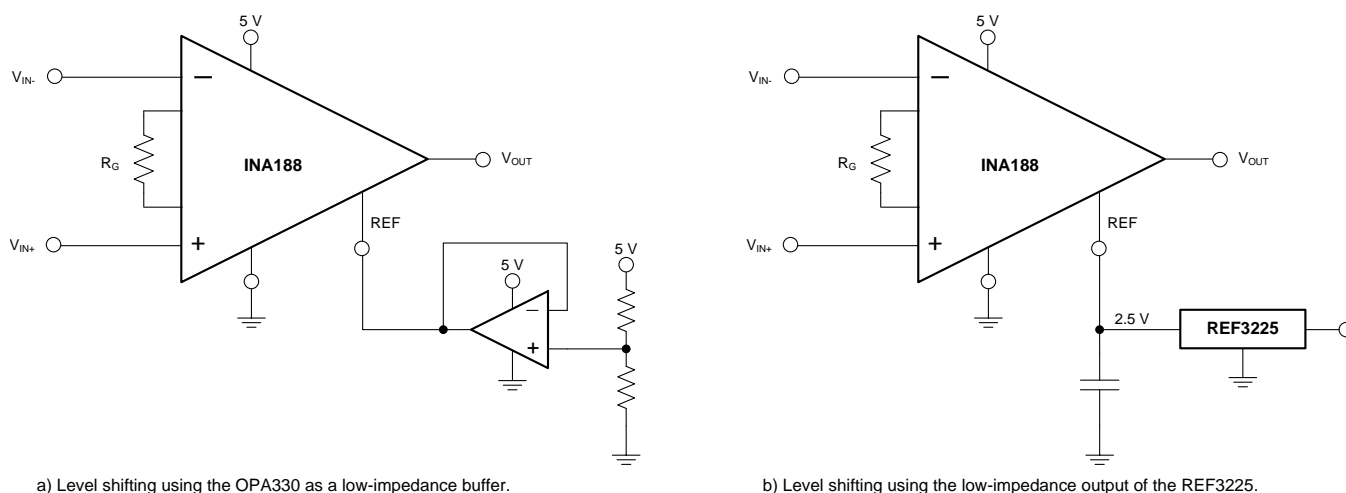 5 V
V_IN-
R_G
INA188
V_OUT
V_IN+
REF
5 V
5 V
a) Level shifting using the OPA330 as a low-impedance buffer.
5 V
V_IN-
R_G
INA188
V_OUT
V_IN+
REF
2.5 V
REF3225
b) Level shifting using the low-impedance output of the REF3225.